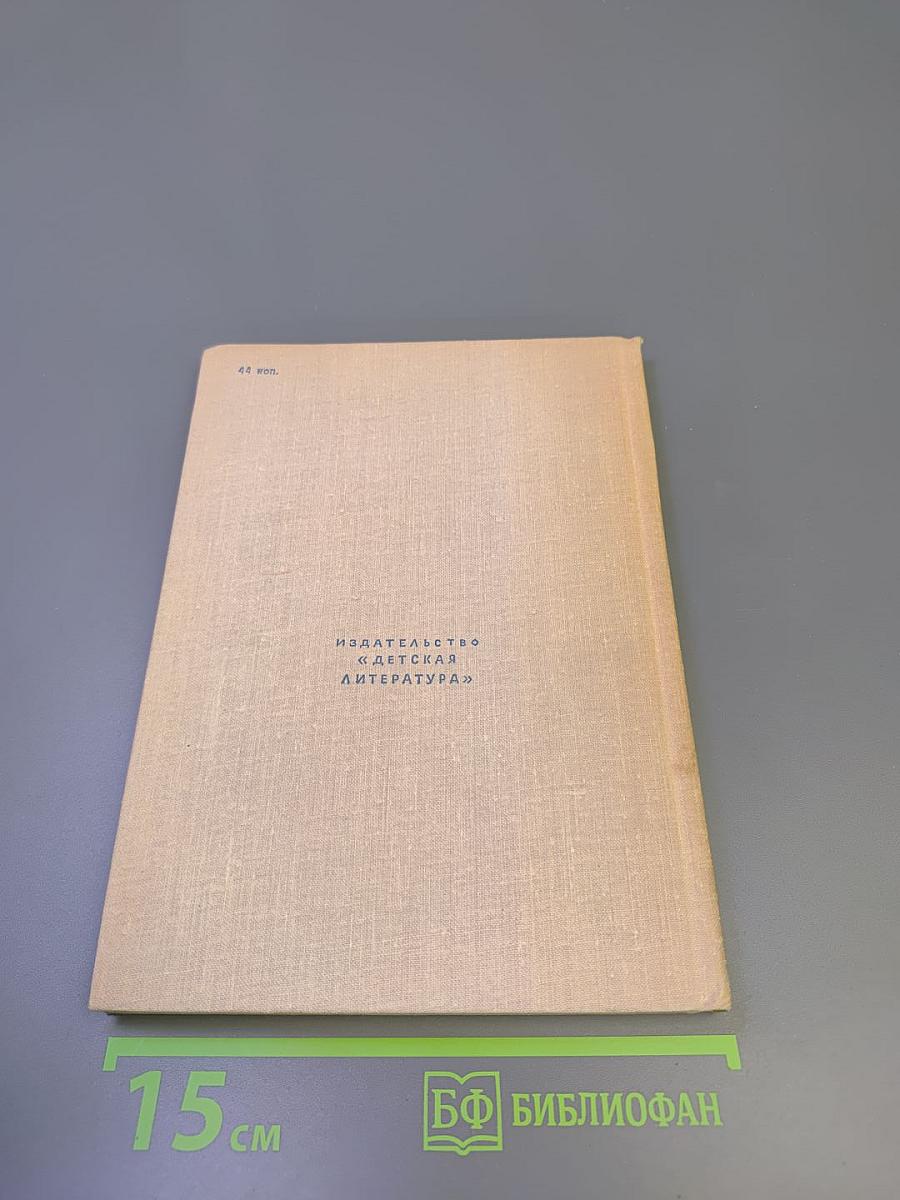 44 коп.
ИЗДАТЕЛЬСТВО
«ДЕТСКАЯ
ЛИТЕРАТУРА»
15 см
БФ БИБЛИОФАН